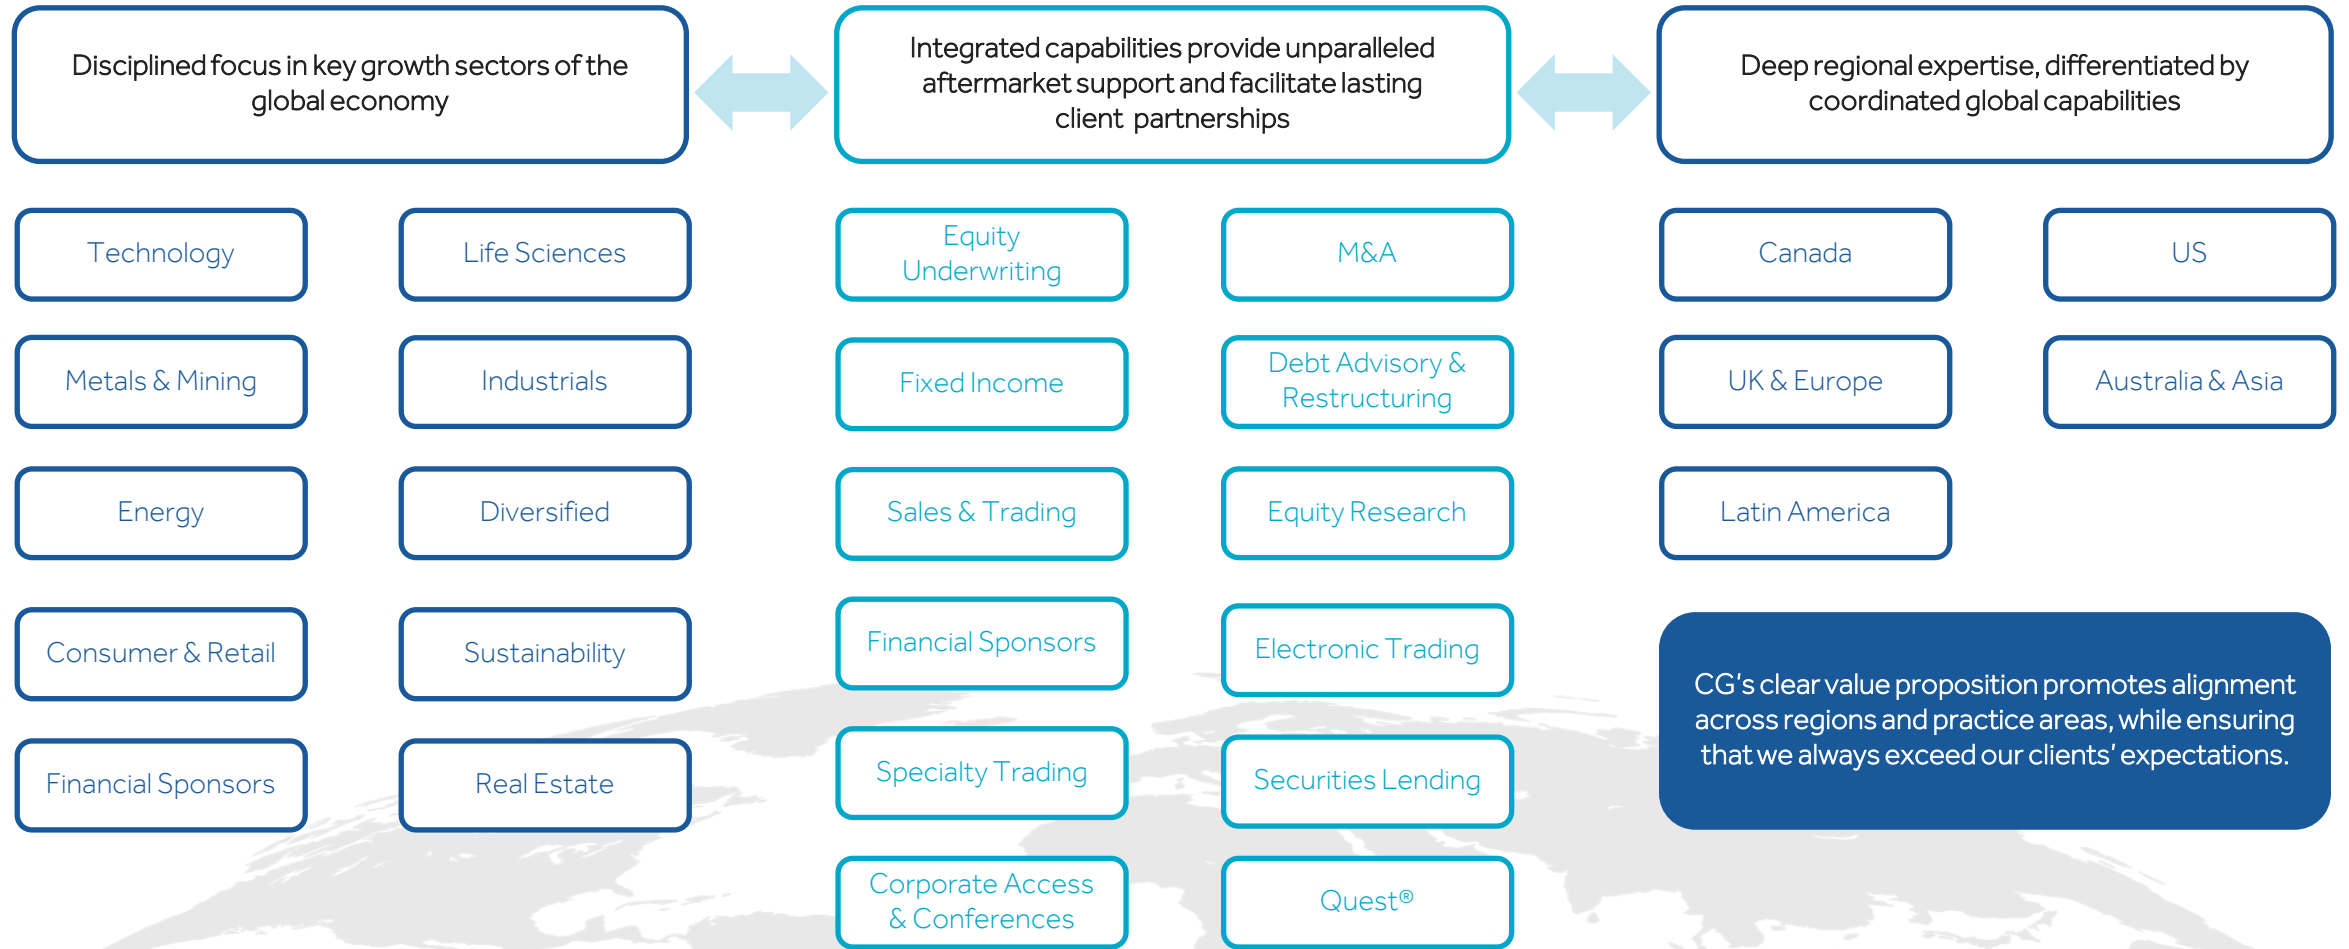 Disciplined focus in key growth sectors of the
global economy
Integrated capabilities provide unparalleled
aftermarket support and facilitate lasting
client partnerships
Deep regional expertise, differentiated by
coordinated global capabilities
Technology
Life Sciences
Metals & Mining
Industrials
Energy
Diversified
Consumer & Retail
Sustainability
Financial Sponsors
Real Estate
Equity
Underwriting
M&A
Fixed Income
Debt Advisory &
Restructuring
Sales & Trading
Equity Research
Financial Sponsors
Electronic Trading
Specialty Trading
Securities Lending
Corporate Access
& Conferences
Quest®
Canada
US
UK & Europe
Australia & Asia
Latin America
CG's clear value proposition promotes alignment
across regions and practice areas, while ensuring
that we always exceed our clients' expectations.